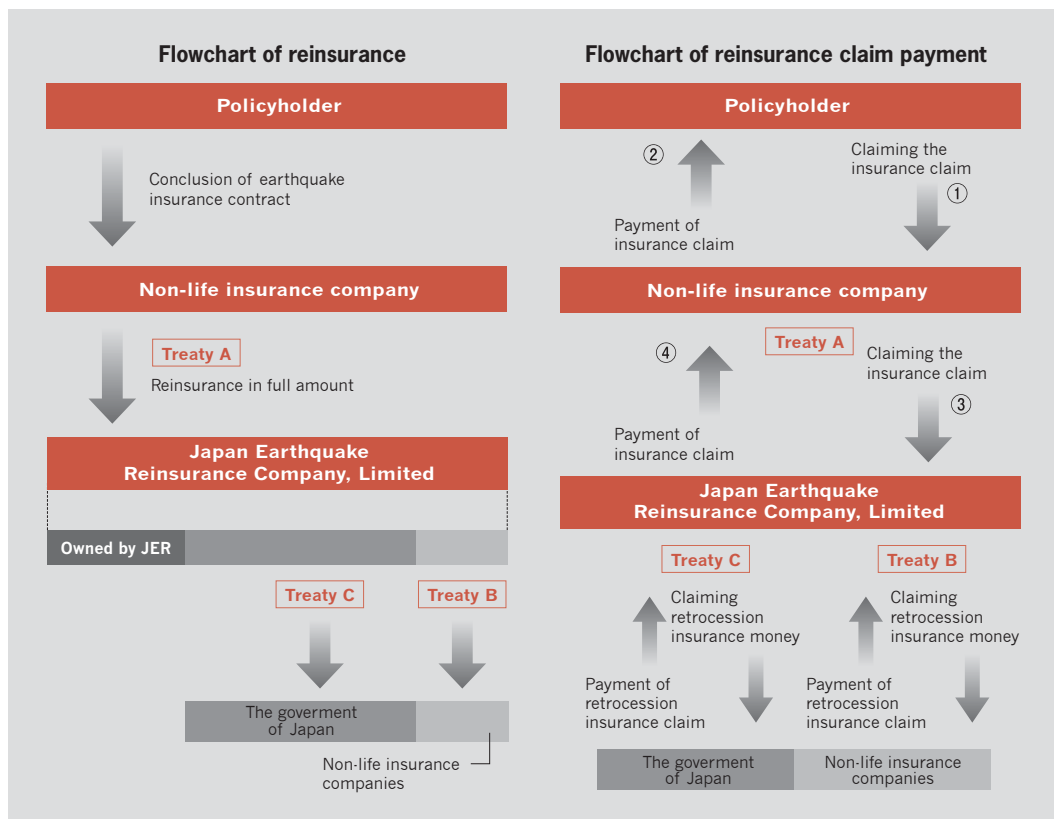 Flowchart of reinsurance
Policyholder
Conclusion of earthquake
insurance contract
Non-life insurance company
Treaty A
Reinsurance in full amount
Japan Earthquake
Reinsurance Company, Limited
Owned by JER
Treaty C
Treaty B
The goverment
of Japan
Non-life insurance
companies
Flowchart of reinsurance claim payment
Policyholder
②
Payment of
insurance claim
Claiming the
insurance claim
①
Non-life insurance company
Treaty A
④
Payment of
insurance claim
Claiming the
insurance claim
③
Japan Earthquake
Reinsurance Company, Limited
Treaty C
Claiming
retrocession
insurance money
Payment of
retrocession
insurance claim
Treaty B
Claiming
retrocession
insurance money
Payment of
retrocession
insurance claim
The goverment
of Japan
Non-life insurance
companies